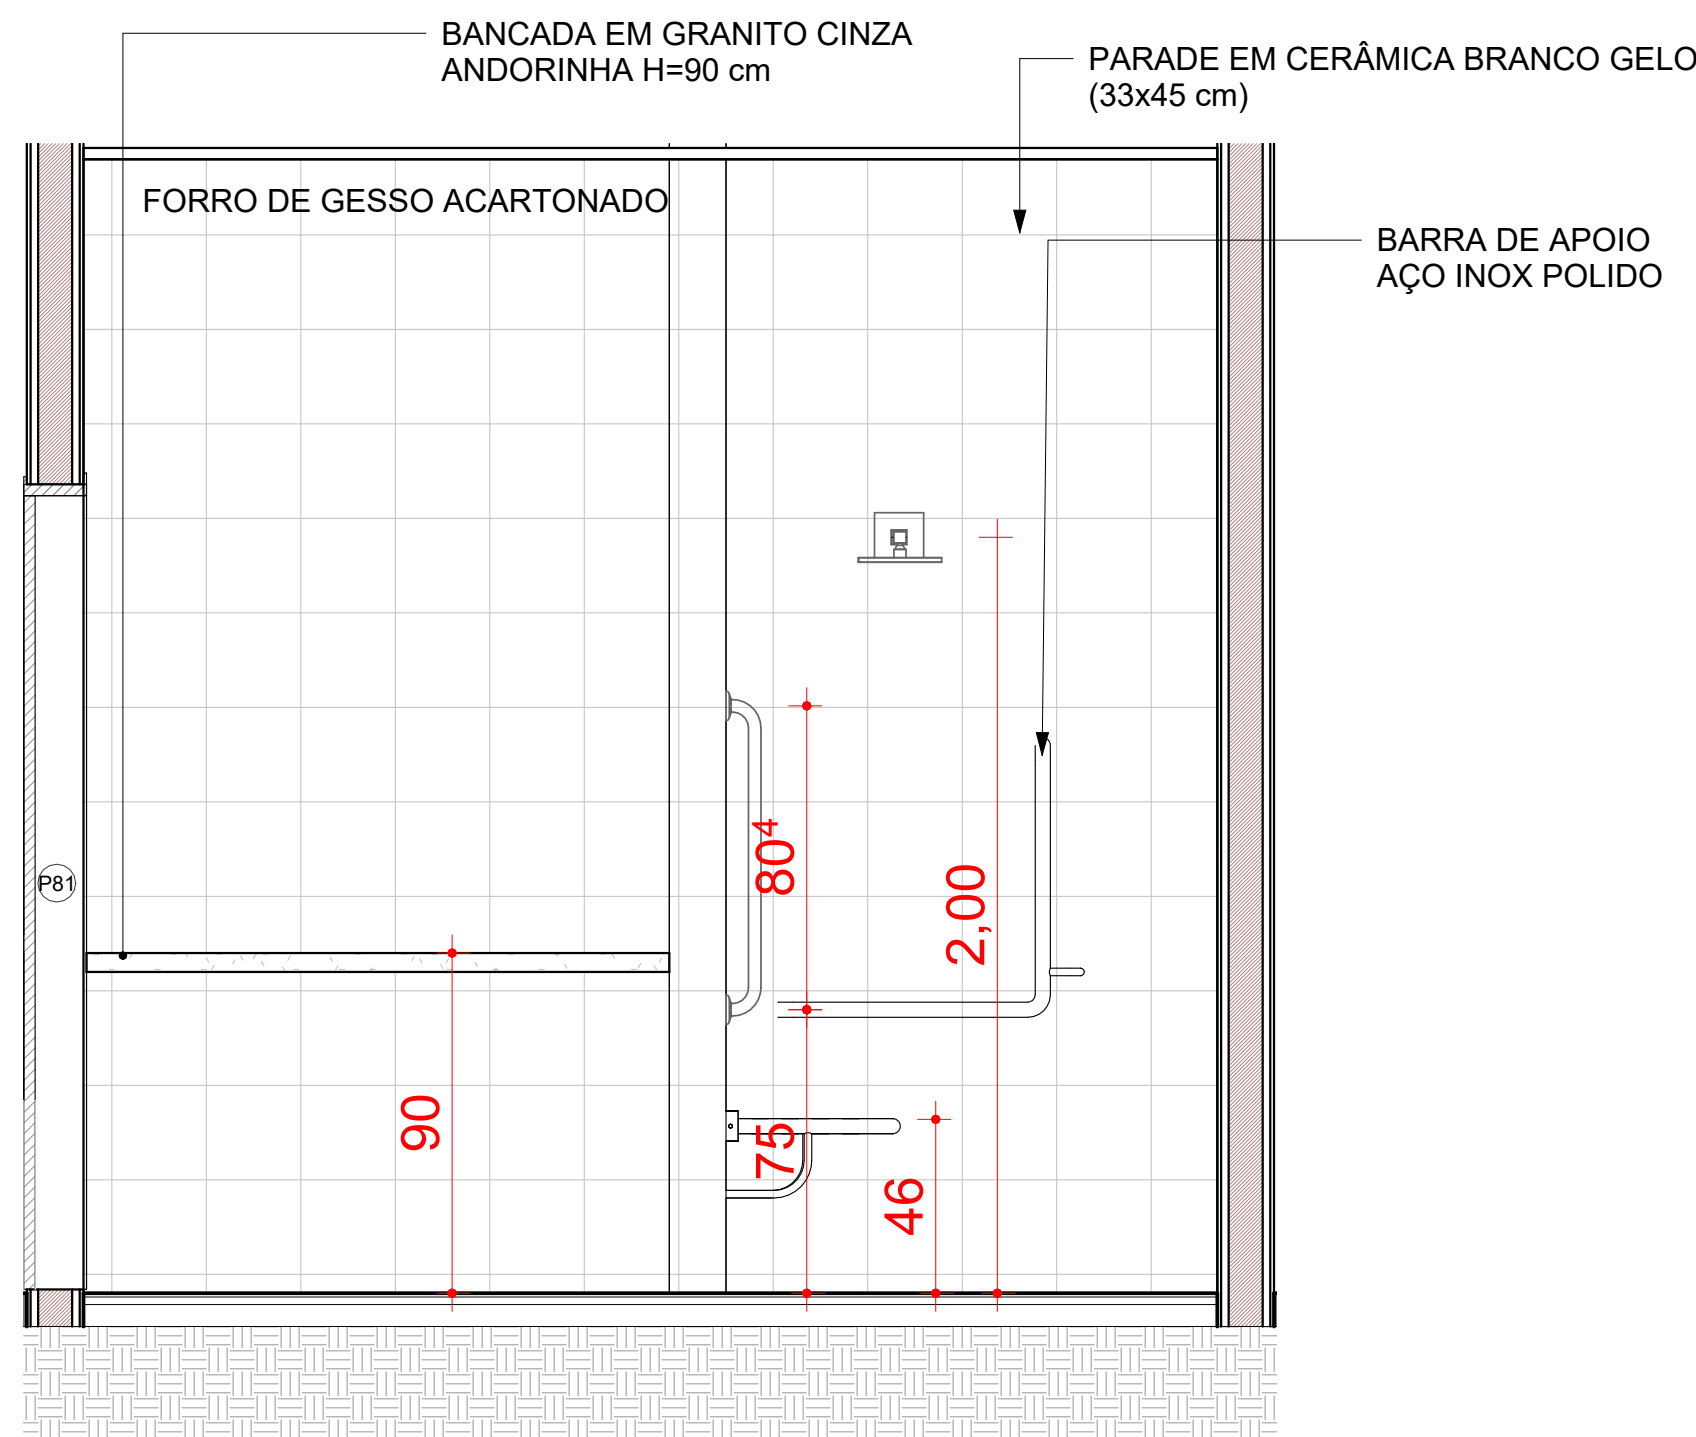 BANCADA EM GRANITO CINZA
ANDORINHA H=90 cm
PARADE EM CERÂMICA BRANCO GELO
(33x45 cm)
FORRO DE GESSO ACARTONADO
BARRA DE APOIO
AÇO INOX POLIDO
80⁴
2,00
P81
90
75
46